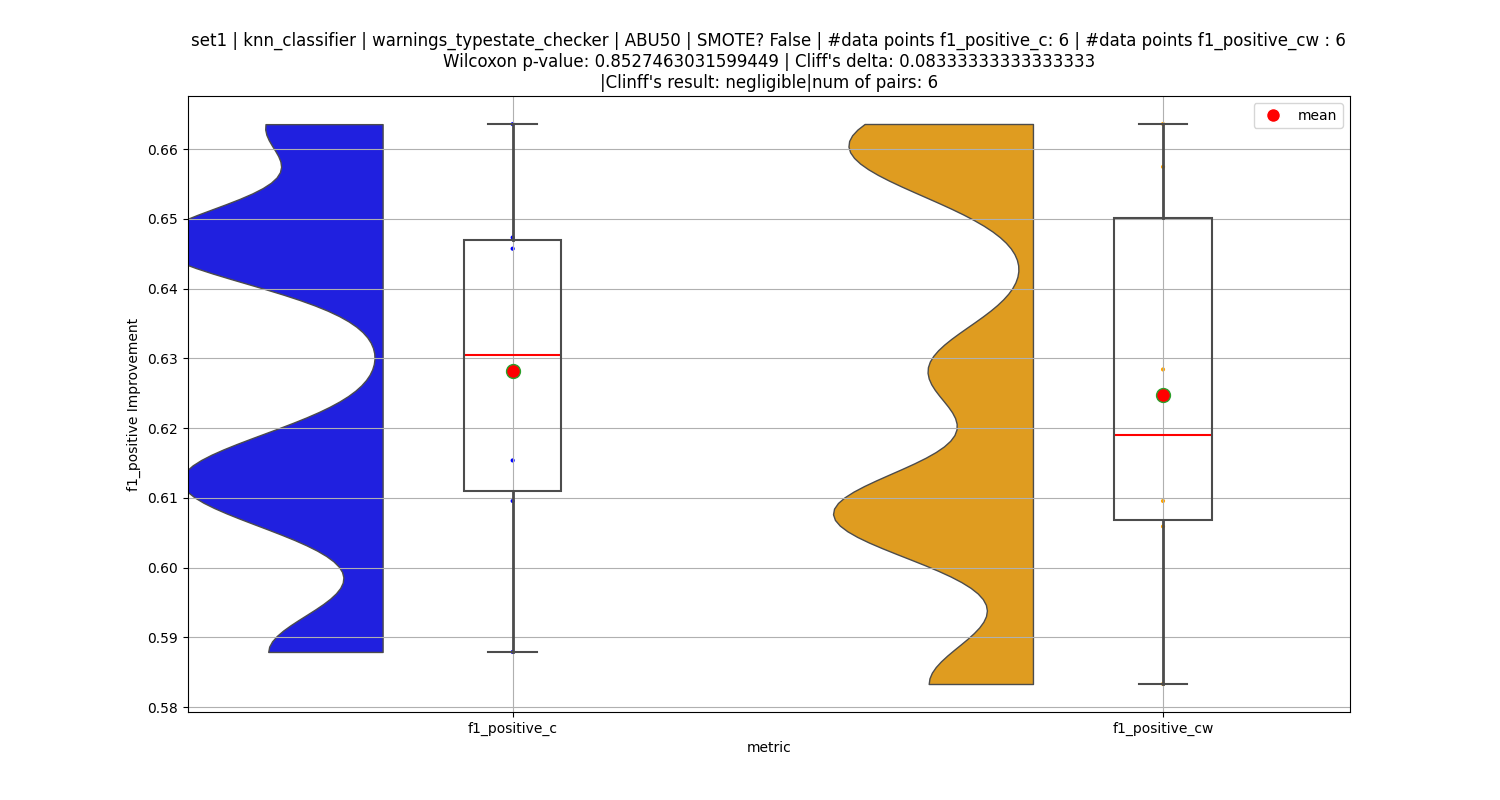 set1 | knn_classifier | warnings_typestate_checker | ABU50 | SMOTE? False | #data points f1_positive_c: 6 | #data points f1_positive_cw : 6
Wilcoxon p-value: 0.8527463031599449 | Cliff's delta: 0.08333333333333333
|Clinff's result: negligible|num of pairs: 6
mean
0.66
0.65
0.64
0.63
0.62
0.61
0.60
0.59
0.58
f1_positive Improvement
f1_positive_c
f1_positive_cw
metric